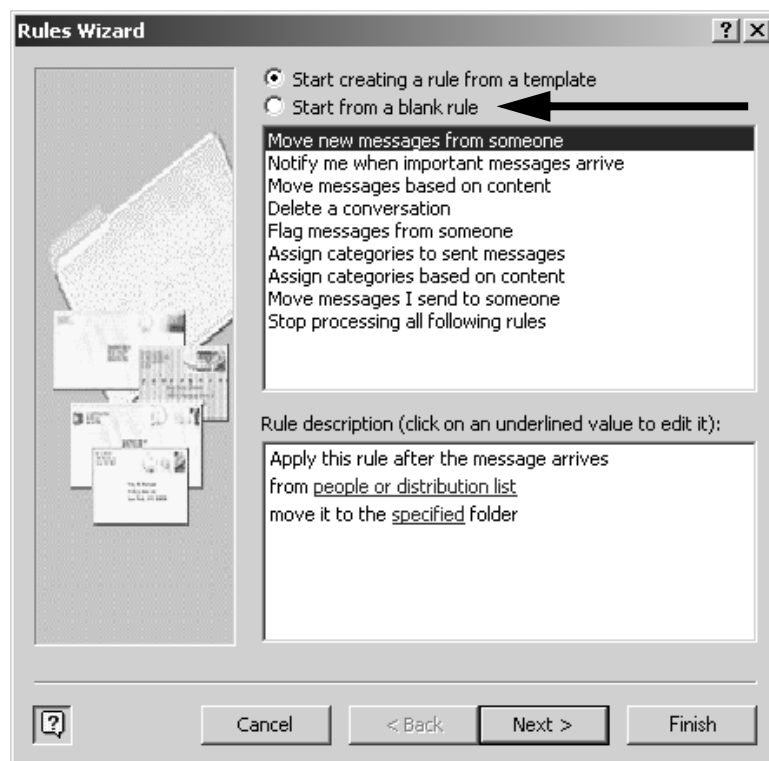 Rules Wizard
Start creating a rule from a template
Start from a blank rule
Move new messages from someone
Notify me when important messages arrive
Move messages based on content
Delete a conversation
Flag messages from someone
Assign categories to sent messages
Assign categories based on content
Move messages I send to someone
Stop processing all following rules
Rule description (click on an underlined value to edit it):
Apply this rule after the message arrives
from people or distribution list
move it to the specified folder
Cancel < Back Next > Finish